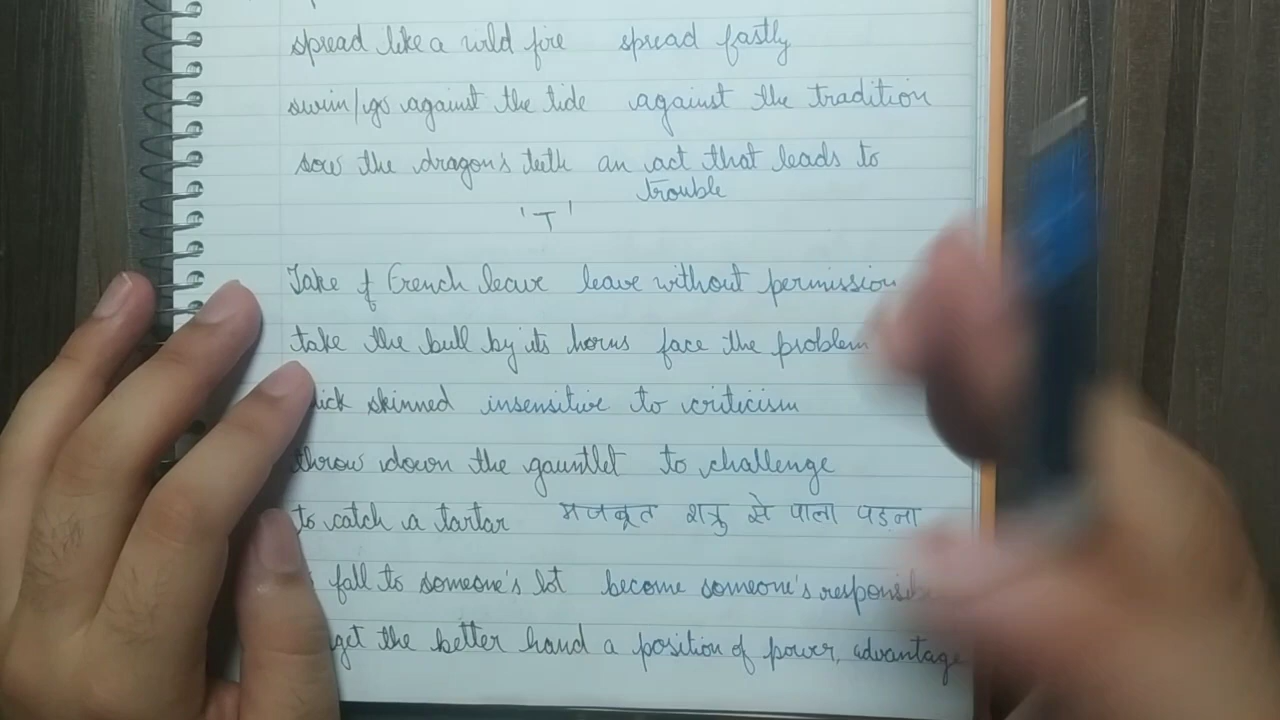 spread like a wild fire spread fastly
swim/go against the tide against the tradition
sow the dragon's teeth an act that leads to
trouble
'T'
Take f French leave leave without permission
take the bull by its horns face the problem
skinned insensitive to criticism
throw down the gauntlet to challenge
to catch a tartar मजबूत शत्रु से पाला पड़ना
fall to someone's lot become someone's
get the better hand a position of power, advantage